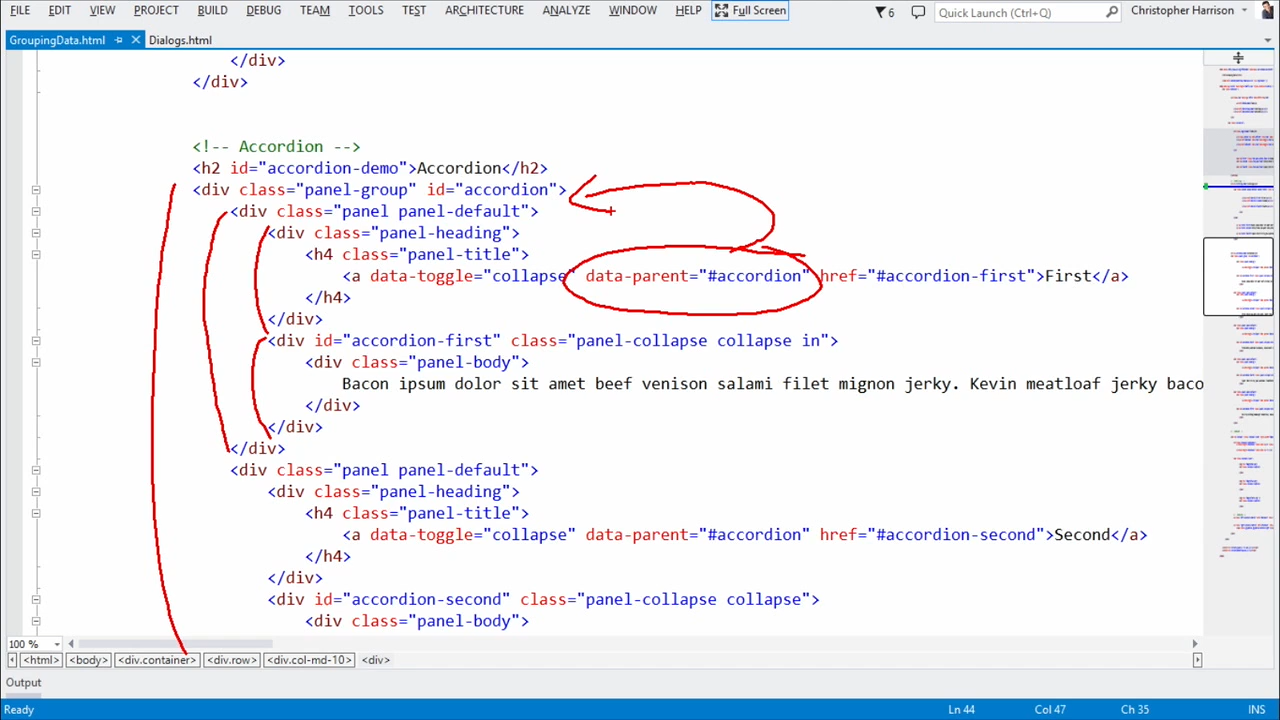 FILE EDIT VIEW PROJECT BUILD DEBUG TEAM TOOLS TEST ARCHITECTURE ANALYZE WINDOW HELP Full Screen 6 Quick Launch (Ctrl+Q) Christopher Harrison
GroupingData.html Dialogs.html
</div>
</div>
<!-- Accordion -->
<h2 id="accordion-demo">Accordion</h2>
<div class="panel-group" id="accordion">
<div class="panel panel-default">
<div class="panel-heading">
<h4 class="panel-title">
<a data-toggle="collapse" data-parent="#accordion" href="#accordion-first">First</a>
</h4>
</div>
<div id="accordion-first" class="panel-collapse collapse in">
<div class="panel-body">
Bacon ipsum dolor sit amet beef venison salami filet mignon jerky. Kevin meatloaf jerky baco
</div>
</div>
</div>
<div class="panel panel-default">
<div class="panel-heading">
<h4 class="panel-title">
<a data-toggle="collapse" data-parent="#accordion" href="#accordion-second">Second</a>
</h4>
</div>
<div id="accordion-second" class="panel-collapse collapse">
<div class="panel-body">
100 %
<html> <body> <div.container> <div.row> <div.col-md-10> <div>
Output
Ready Ln 44 Col 47 Ch 35 INS